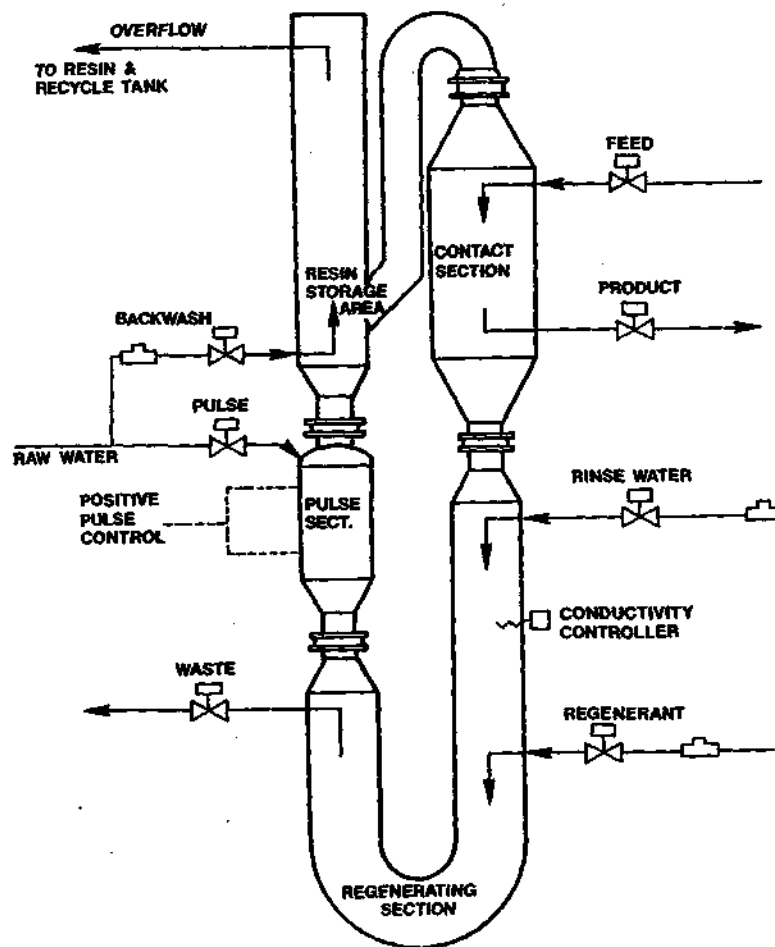 OVERFLOW
TO RESIN &
RECYCLE TANK
FEED
CONTACT
SECTION
RESIN
STORAGE
AREA
PRODUCT
BACKWASH
PULSE
RAW WATER
RINSE WATER
POSITIVE
PULSE
CONTROL
PULSE
SECT.
CONDUCTIVITY
CONTROLLER
WASTE
REGENERANT
REGENERATING
SECTION